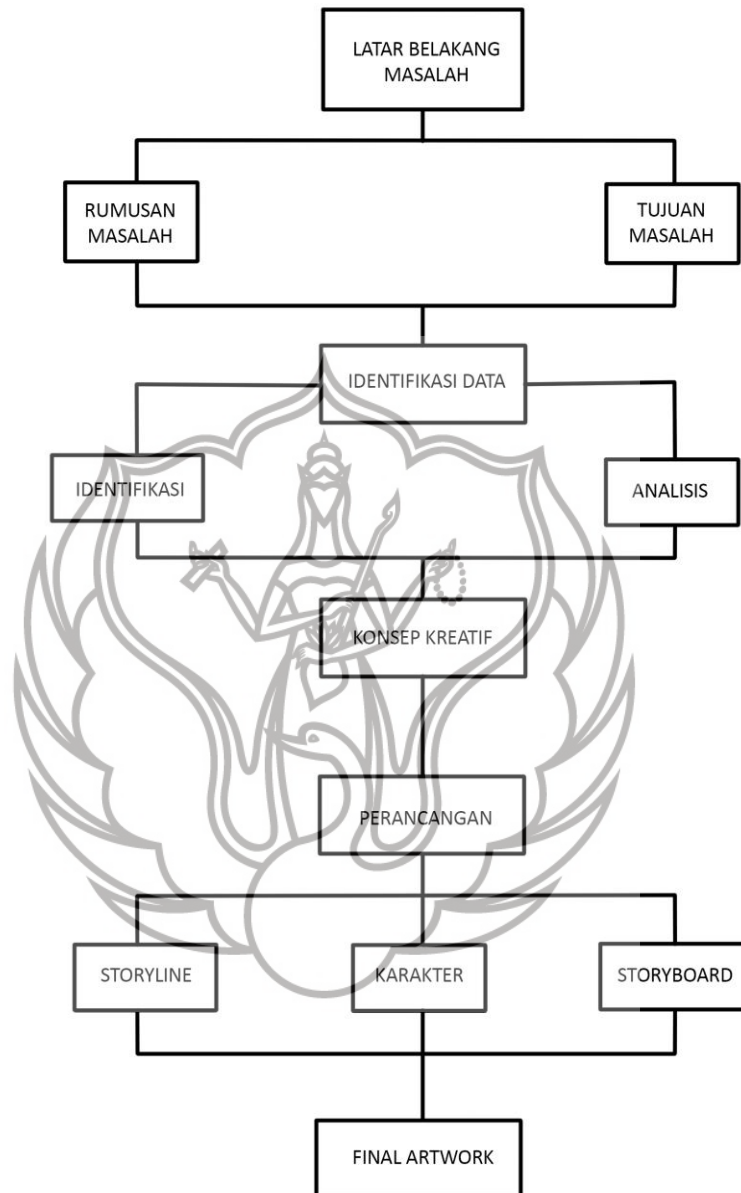 LATAR BELAKANG
MASALAH
RUMUSAN
MASALAH
TUJUAN
MASALAH
IDENTIFIKASI DATA
IDENTIFIKASI
ANALISIS
KONSEP KREATIF
PERANCANGAN
STORYLINE
KARAKTER
STORYBOARD
FINAL ARTWORK